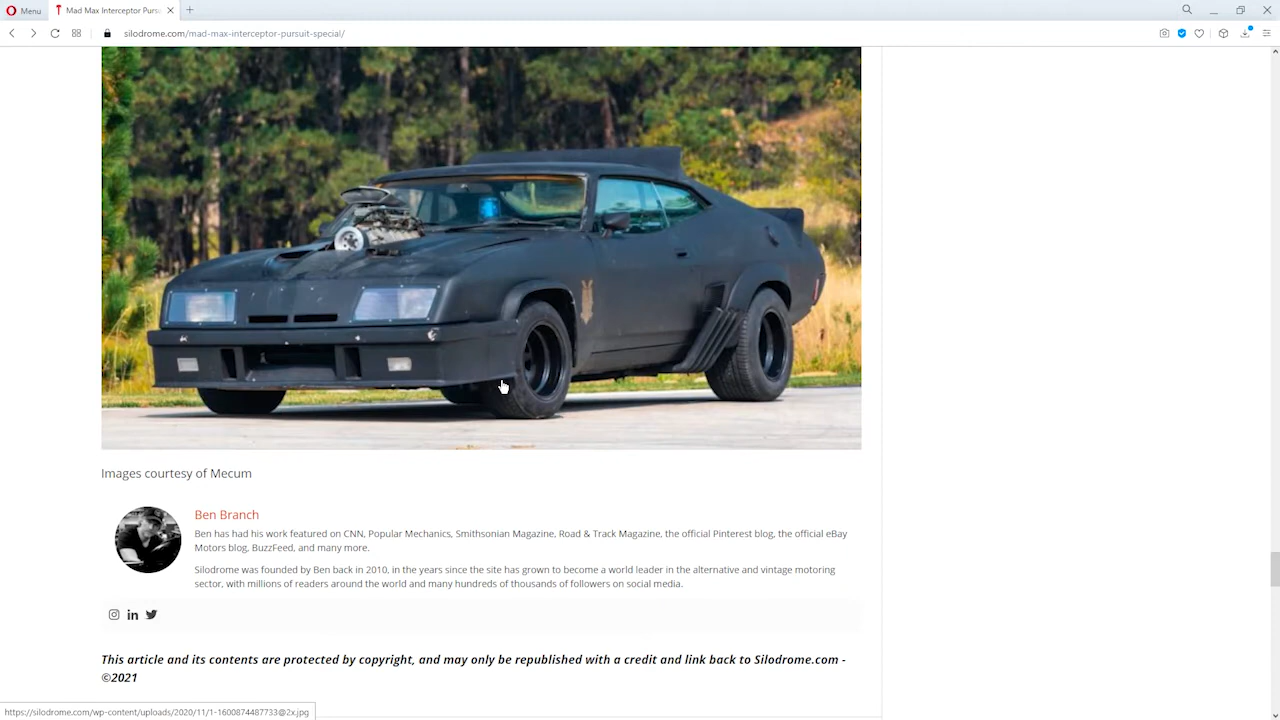 Menu
Mad Max Interceptor Pursu
silodrome.com/mad-max-interceptor-pursuit-special/
Images courtesy of Mecum
Ben Branch
Ben has had his work featured on CNN, Popular Mechanics, Smithsonian Magazine, Road & Track Magazine, the official Pinterest blog, the official eBay
Motors blog, BuzzFeed, and many more.
Silodrome was founded by Ben back in 2010, in the years since the site has grown to become a world leader in the alternative and vintage motoring
sector, with millions of readers around the world and many hundreds of thousands of followers on social media.
in
This article and its contents are protected by copyright, and may only be republished with a credit and link back to Silodrome.com -
©2021
https://silodrome.com/wp-content/uploads/2020/11/1-1600874487733@2x.jpg